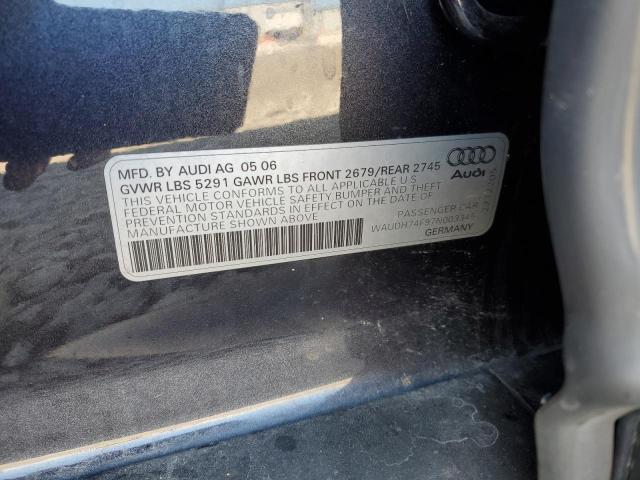 MFD. BY AUDI AG 05 06
GVWR LBS 5291 GAWR LBS FRONT 2679/REAR 2745
THIS VEHICLE CONFORMS TO ALL APPLICABLE U S
FEDERAL MOTOR VEHICLE SAFETY BUMPER AND THEFT
PREVENTION STANDARDS IN EFFECT ON THE DATE OF
MANUFACTURE SHOWN ABOVE
Audi
PASSENGER CAR
WAUDH74F97N003345
GERMANY